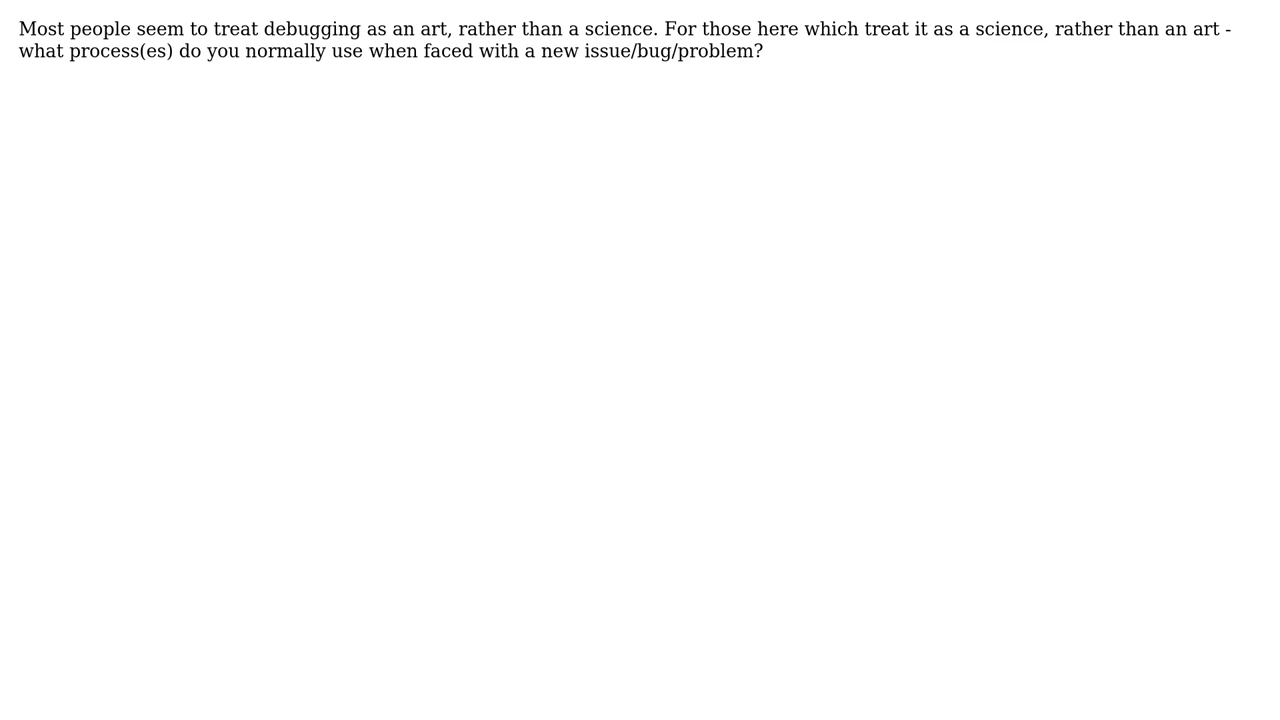 Most people seem to treat debugging as an art, rather than a science. For those here which treat it as a science, rather than an art -
what process(es) do you normally use when faced with a new issue/bug/problem?